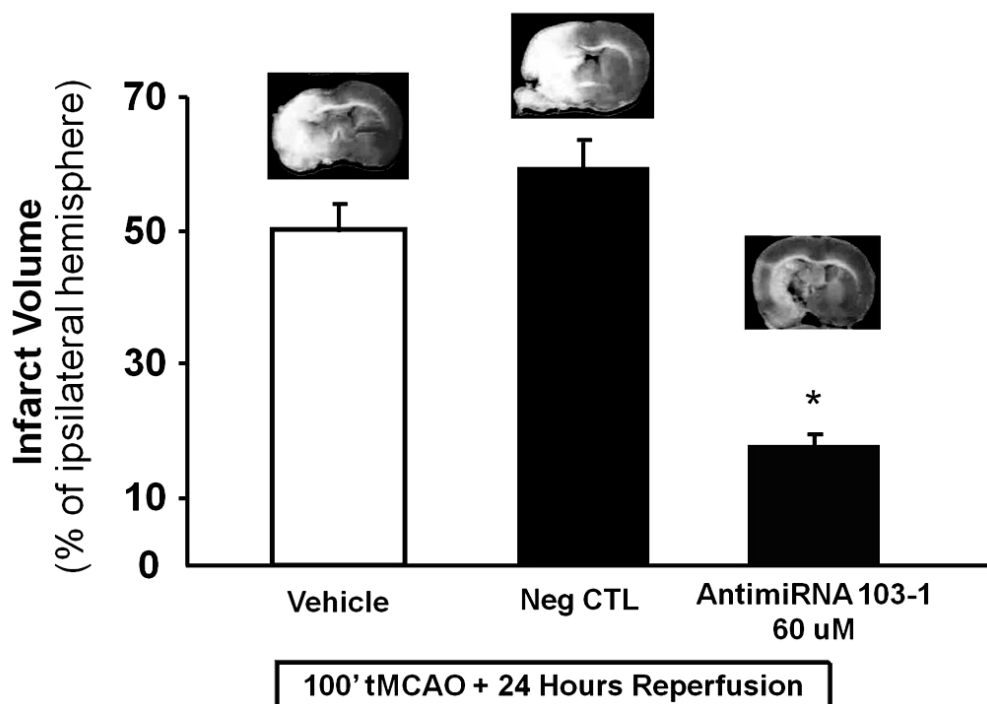 Infarct Volume
(% of ipsilateral hemisphere)
70
50
30
10
0
*
Vehicle
Neg CTL
AntimiRNA 103-1
60 uM
100’ tMCAO + 24 Hours Reperfusion